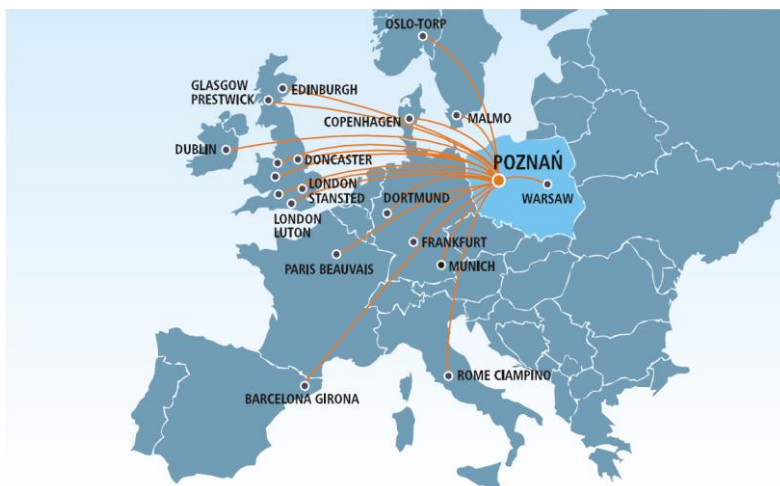 OSLO-TORP
GLASGOW
PRESTWICK
EDINBURGH
COPENHAGEN
MALMO
DUBLIN
DONCASTER
POZNAŃ
LONDON
STANSTED
DORTMUND
WARSAW
LONDON
LUTON
FRANKFURT
PARIS BEAUVAIS
MUNICH
ROME CIAMPINO
BARCELONA GIRONA